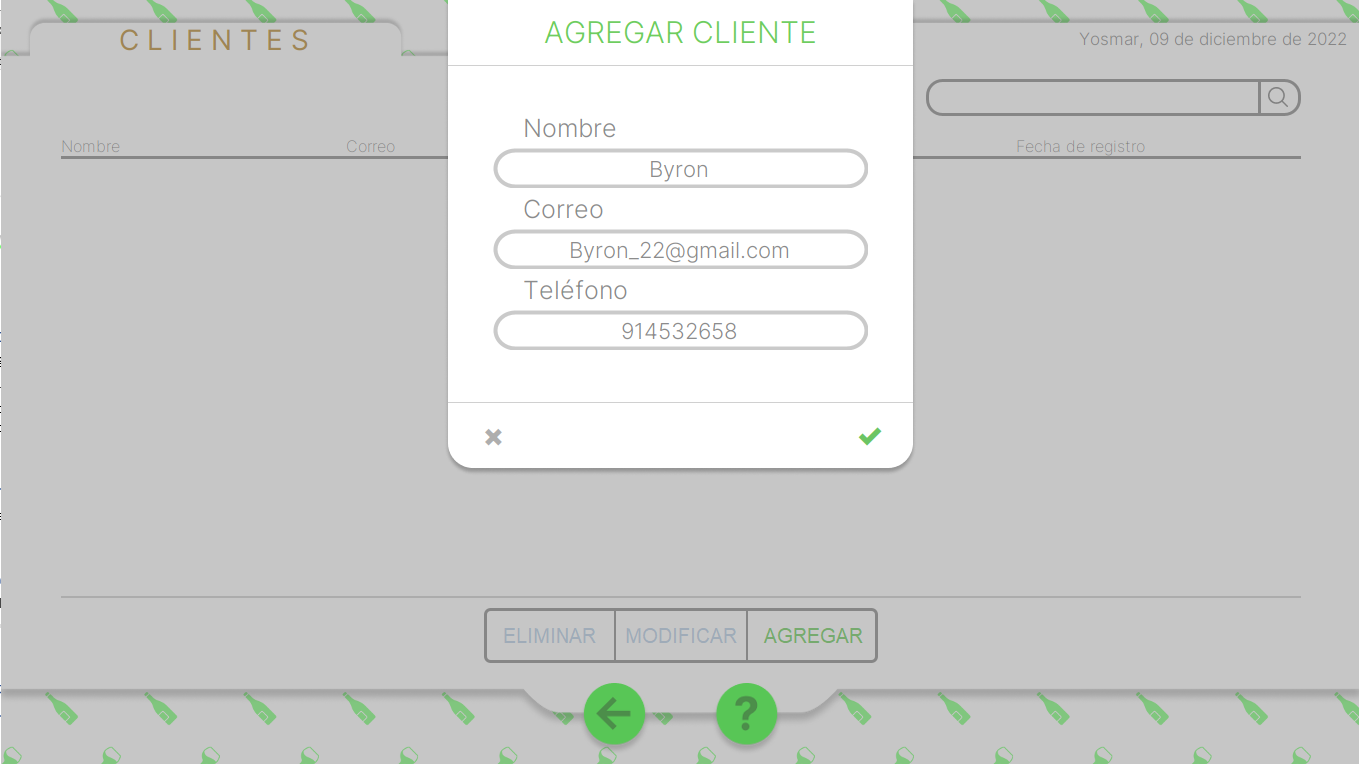 AGREGAR CLIENTE
CLIENTES
Yosmar, 09 de diciembre de 2022
Nombre
Correo
Fecha de registro
Nombre
Byron
Correo
Byron_22@gmail.com
Teléfono
914532658
ELIMINAR
MODIFICAR
AGREGAR
?